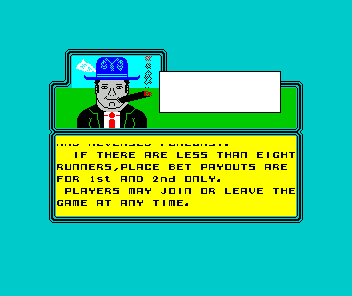 IF THERE ARE LESS THAN EIGHT
RUNNERS,PLACE BET PAYOUTS ARE
FOR 1st AND 2nd ONLY.
PLAYERS MAY JOIN OR LEAVE THE
GAME AT ANY TIME.